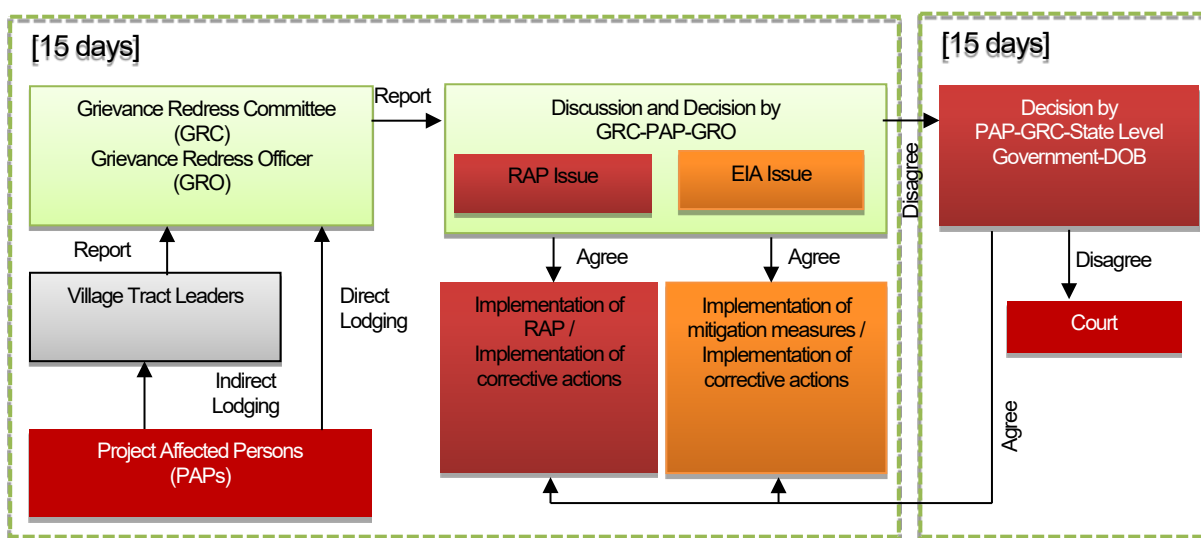 [15 days]
Grievance Redress Committee
(GRC)
Grievance Redress Officer
(GRO)
Report
Discussion and Decision by
GRC-PAP-GRO
RAP Issue
EIA Issue
Report
Village Tract Leaders
Direct
Lodging
Indirect
Lodging
Project Affected Persons
(PAPs)
Agree
Agree
Implementation of
RAP /
Implementation of
corrective actions
Implementation of
mitigation measures /
Implementation of
corrective actions
Disagree
[15 days]
Decision by
PAP-GRC-State Level
Government-DOB
Disagree
Court
Agree